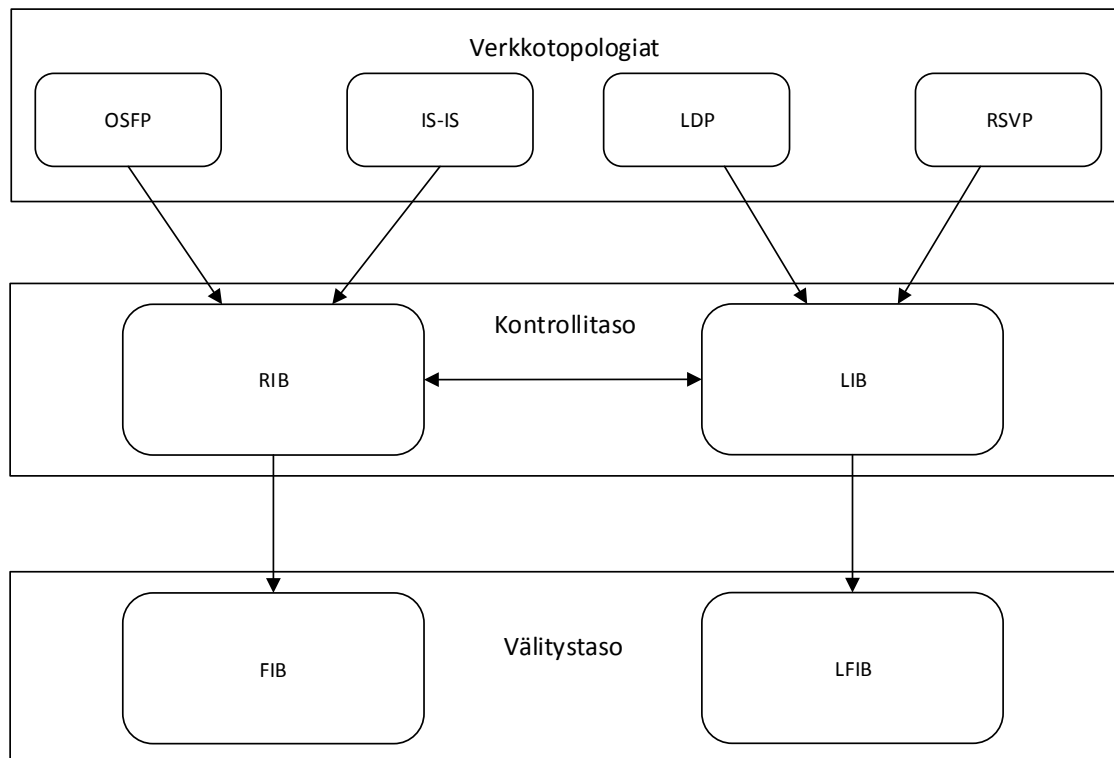 Verkkotopologiat
OSFP
IS-IS
LDP
RSVP
Kontrollitaso
RIB
LIB
Välitystaso
FIB
LFIB